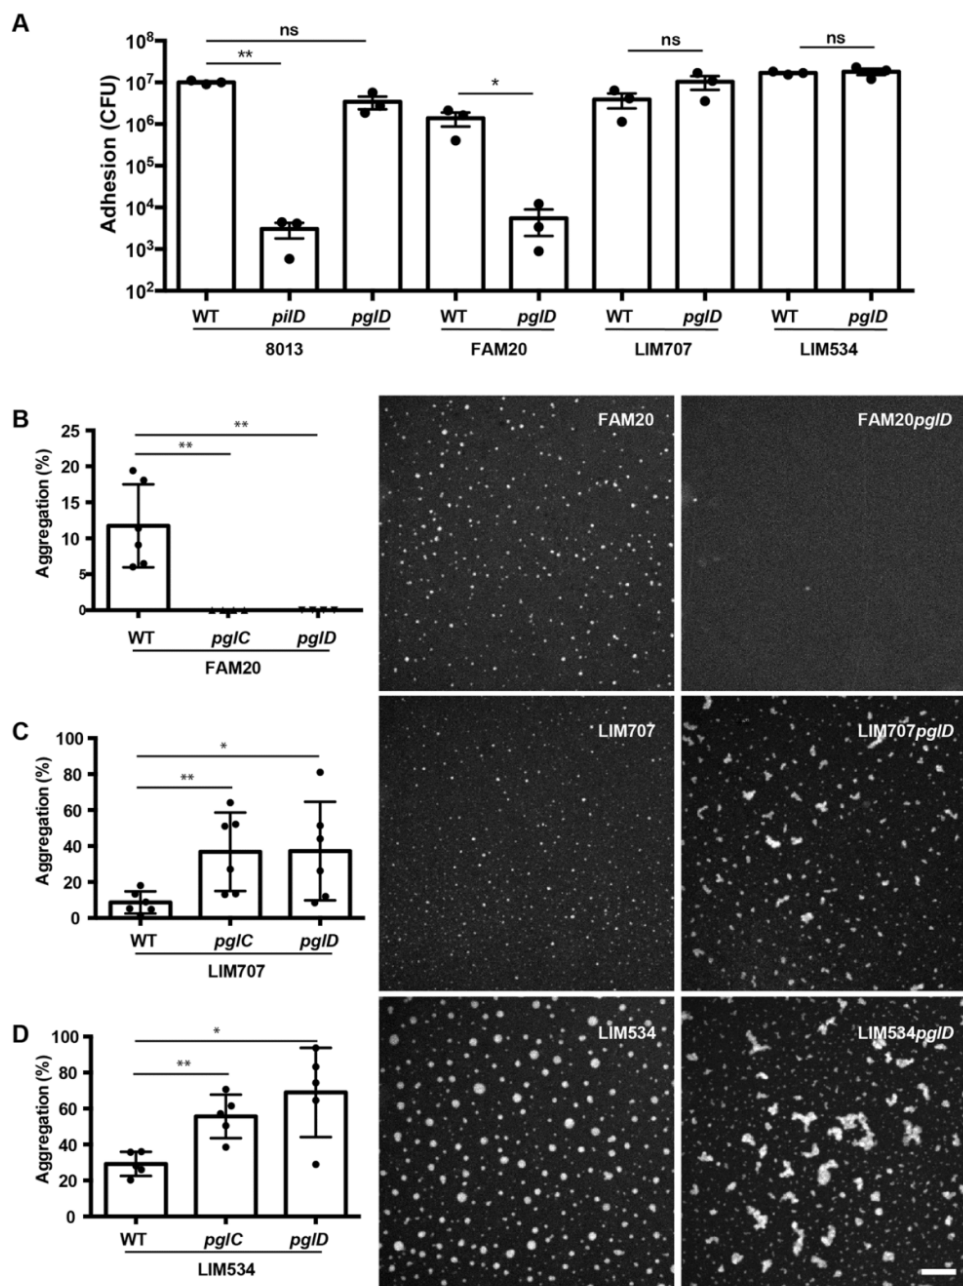 A
ns
**
*
ns
ns
Adhesion (CFU)
10⁸
10⁷
10⁶
10⁵
10⁴
10³
10²
WT pilD pglD WT pglD WT pglD WT pglD
8013 FAM20 LIM707 LIM534
B
Aggregation (%)
25
20
15
10
5
0
**
**
WT pglC pglD
FAM20
FAM20
FAM20pglD
C
Aggregation (%)
100
80
60
40
20
0
*
**
WT pglC pglD
LIM707
LIM707
LIM707pglD
D
Aggregation (%)
100
80
60
40
20
0
*
**
WT pglC pglD
LIM534
LIM534
LIM534pglD